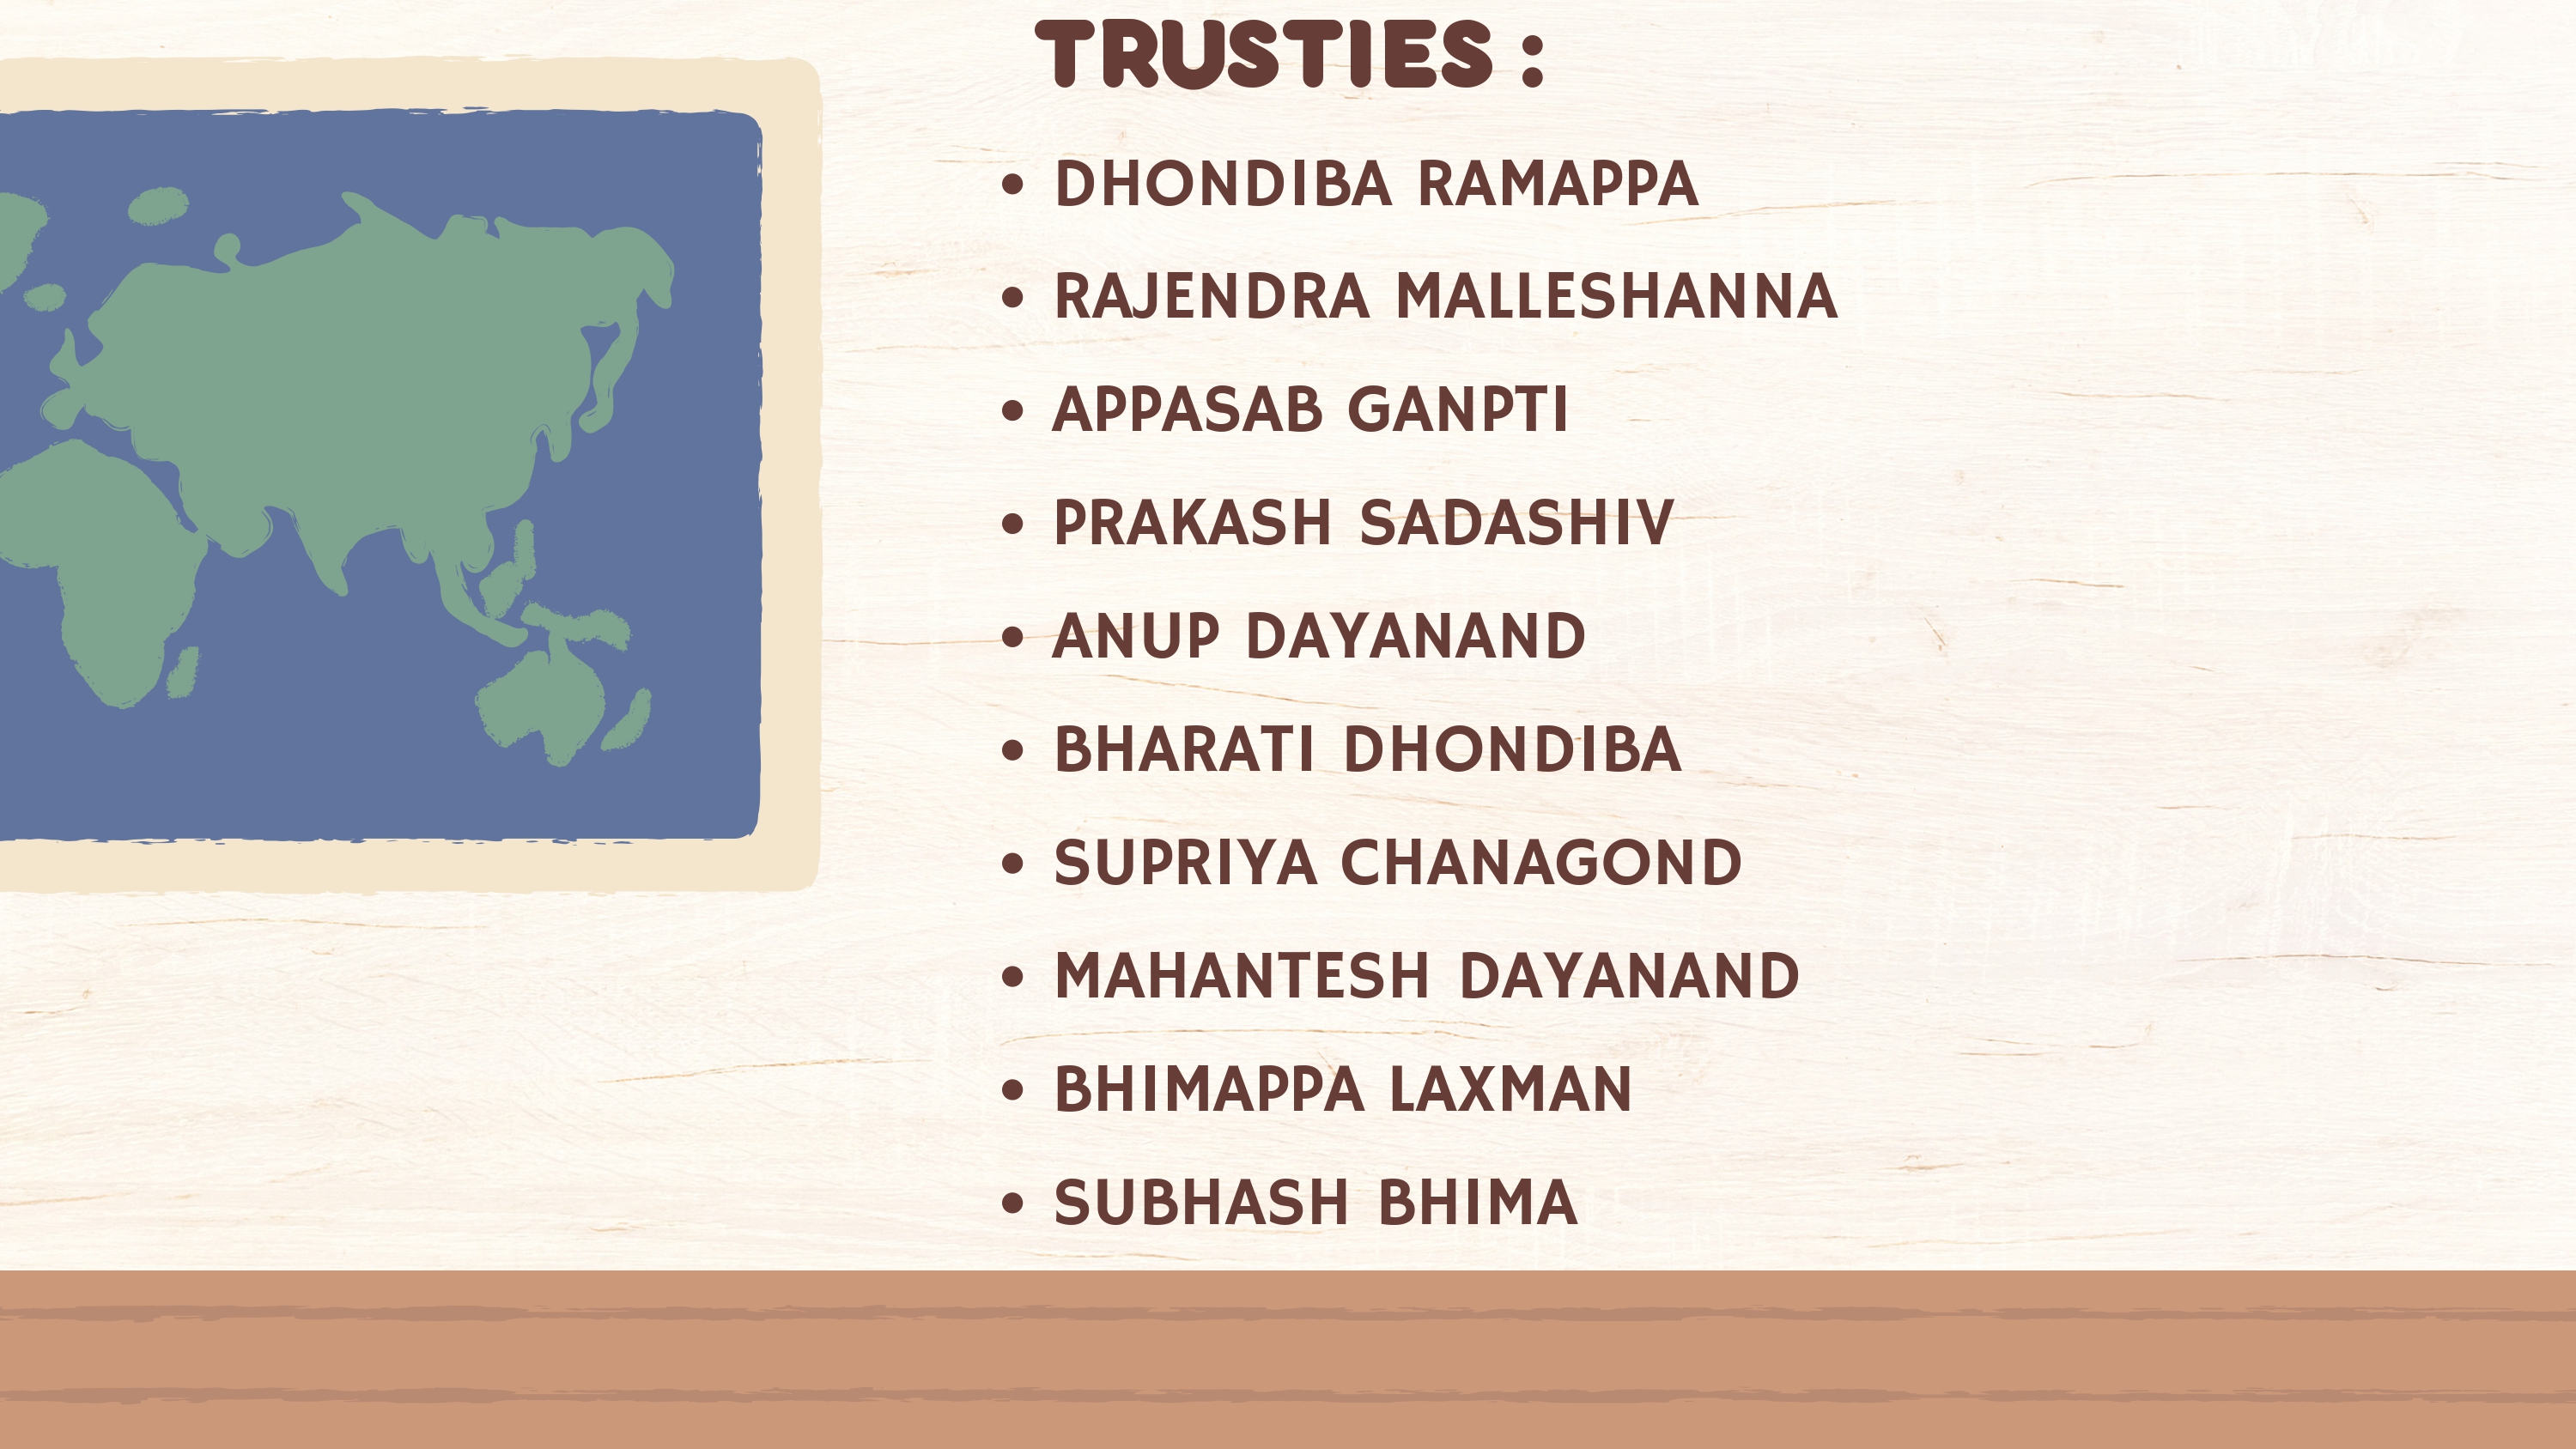 TRUSTIES :
• DHONDIBA RAMAPPA
• RAJENDRA MALLESHANNA
• APPASAB GANPTI
• PRAKASH SADASHIV
• ANUP DAYANAND
• BHARATI DHONDIBA
• SUPRIYA CHANAGOND
• MAHANTESH DAYANAND
• BHIMAPPA LAXMAN
• SUBHASH BHIMA